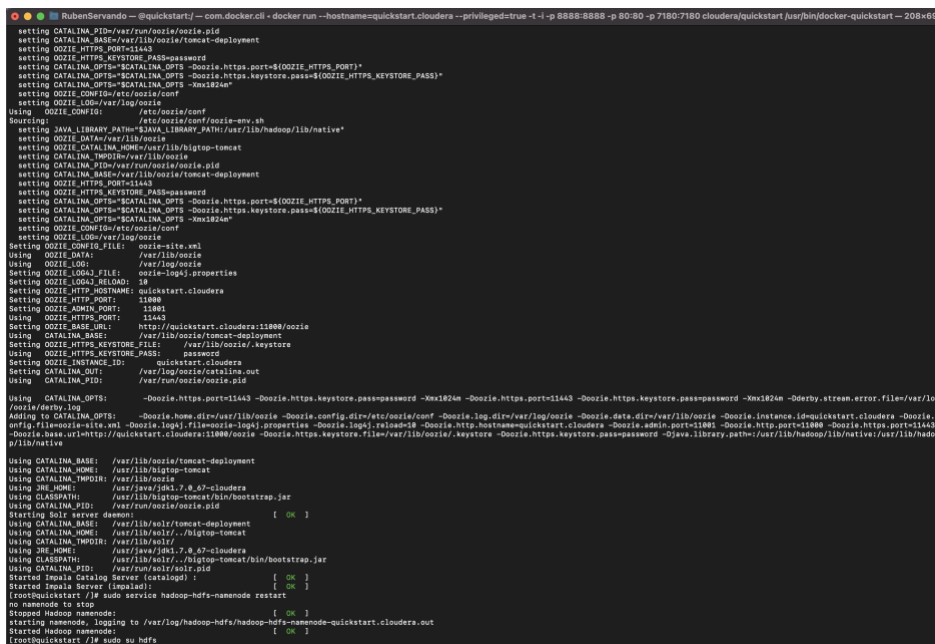 RubenServando — @quickstart:/ — com.docker.cli • docker run --hostname=quickstart.cloudera --privileged=true -t -i -p 8888:8888 -p 80:80 -p 7180:7180 cloudera/quickstart /usr/bin/docker-quickstart — 208×69
setting CATALINA_PID=/var/run/oozie/oozie.pid
setting CATALINA_BASE=/var/lib/oozie/tomcat-deployment
setting OOZIE_HTTPS_PORT=11443
setting OOZIE_HTTPS_KEYSTORE_PASS=password
setting CATALINA_OPTS="$CATALINA_OPTS -Doozie.https.port=${OOZIE_HTTPS_PORT}"
setting CATALINA_OPTS="$CATALINA_OPTS -Doozie.https.keystore.pass=${OOZIE_HTTPS_KEYSTORE_PASS}"
setting CATALINA_OPTS="$CATALINA_OPTS -Xmx1024m"
setting OOZIE_CONFIG=/etc/oozie/conf
setting OOZIE_LOG=/var/log/oozie
Using OOZIE_CONFIG: /etc/oozie/conf
Sourcing: /etc/oozie/conf/oozie-env.sh
setting JAVA_LIBRARY_PATH="$JAVA_LIBRARY_PATH:/usr/lib/hadoop/lib/native"
setting OOZIE_DATA=/var/lib/oozie
setting OOZIE_CATALINA_HOME=/usr/lib/bigtop-tomcat
setting CATALINA_TMPDIR=/var/lib/oozie
setting CATALINA_PID=/var/run/oozie/oozie.pid
setting CATALINA_BASE=/var/lib/oozie/tomcat-deployment
setting OOZIE_HTTPS_PORT=11443
setting OOZIE_HTTPS_KEYSTORE_PASS=password
setting CATALINA_OPTS="$CATALINA_OPTS -Doozie.https.port=${OOZIE_HTTPS_PORT}"
setting CATALINA_OPTS="$CATALINA_OPTS -Doozie.https.keystore.pass=${OOZIE_HTTPS_KEYSTORE_PASS}"
setting CATALINA_OPTS="$CATALINA_OPTS -Xmx1024m"
setting OOZIE_CONFIG=/etc/oozie/conf
setting OOZIE_LOG=/var/log/oozie
Setting OOZIE_CONFIG_FILE: oozie-site.xml
Using OOZIE_DATA: /var/lib/oozie
Using OOZIE_LOG: /var/log/oozie
Setting OOZIE_LOG4J_FILE: oozie-log4j.properties
Setting OOZIE_LOG4J_RELOAD: 10
Setting OOZIE_HTTP_HOSTNAME: quickstart.cloudera
Setting OOZIE_HTTP_PORT: 11000
Setting OOZIE_ADMIN_PORT: 11001
Using OOZIE_HTTPS_PORT: 11443
Setting OOZIE_BASE_URL: http://quickstart.cloudera:11000/oozie
Using CATALINA_BASE: /var/lib/oozie/tomcat-deployment
Setting OOZIE_HTTPS_KEYSTORE_FILE: /var/lib/oozie/.keystore
Using OOZIE_HTTPS_KEYSTORE_PASS: password
Setting OOZIE_INSTANCE_ID: quickstart.cloudera
Setting CATALINA_OUT: /var/log/oozie/catalina.out
Using CATALINA_PID: /var/run/oozie/oozie.pid
Using CATALINA_OPTS: -Doozie.https.port=11443 -Doozie.https.keystore.pass=password -Xmx1024m -Doozie.https.port=11443 -Doozie.https.keystore.pass=password -Xmx1024m -Dderby.stream.error.file=/var/lo
/oozie/derby.log
Adding to CATALINA_OPTS: -Doozie.home.dir=/usr/lib/oozie -Doozie.config.dir=/etc/oozie/conf -Doozie.log.dir=/var/log/oozie -Doozie.data.dir=/var/lib/oozie -Doozie.instance.id=quickstart.cloudera -Doozie.
onfig.file=oozie-site.xml -Doozie.log4j.file=oozie-log4j.properties -Doozie.log4j.reload=10 -Doozie.http.hostname=quickstart.cloudera -Doozie.admin.port=11001 -Doozie.http.port=11000 -Doozie.https.port=11443
-Doozie.base.url=http://quickstart.cloudera:11000/oozie -Doozie.https.keystore.file=/var/lib/oozie/.keystore -Doozie.https.keystore.pass=password -Djava.library.path=:/usr/lib/hadoop/lib/native:/usr/lib/hado
p/lib/native
Using CATALINA_BASE: /var/lib/oozie/tomcat-deployment
Using CATALINA_HOME: /usr/lib/bigtop-tomcat
Using CATALINA_TMPDIR: /var/lib/oozie
Using JRE_HOME: /usr/java/jdk1.7.0_67-cloudera
Using CLASSPATH: /usr/lib/bigtop-tomcat/bin/bootstrap.jar
Using CATALINA_PID: /var/run/oozie/oozie.pid
Starting Solr server daemon: [ OK ]
Using CATALINA_BASE: /var/lib/solr/tomcat-deployment
Using CATALINA_HOME: /usr/lib/solr/../bigtop-tomcat
Using CATALINA_TMPDIR: /var/lib/solr/
Using JRE_HOME: /usr/java/jdk1.7.0_67-cloudera
Using CLASSPATH: /usr/lib/solr/../bigtop-tomcat/bin/bootstrap.jar
Using CATALINA_PID: /var/run/solr/solr.pid
Started Impala Catalog Server (catalogd) : [ OK ]
Started Impala Server (impalad): [ OK ]
[root@quickstart /]# sudo service hadoop-hdfs-namenode restart
no namenode to stop
Stopped Hadoop namenode: [ OK ]
starting namenode, logging to /var/log/hadoop-hdfs/hadoop-hdfs-namenode-quickstart.cloudera.out
Started Hadoop namenode: [ OK ]
[root@quickstart /]# sudo su hdfs